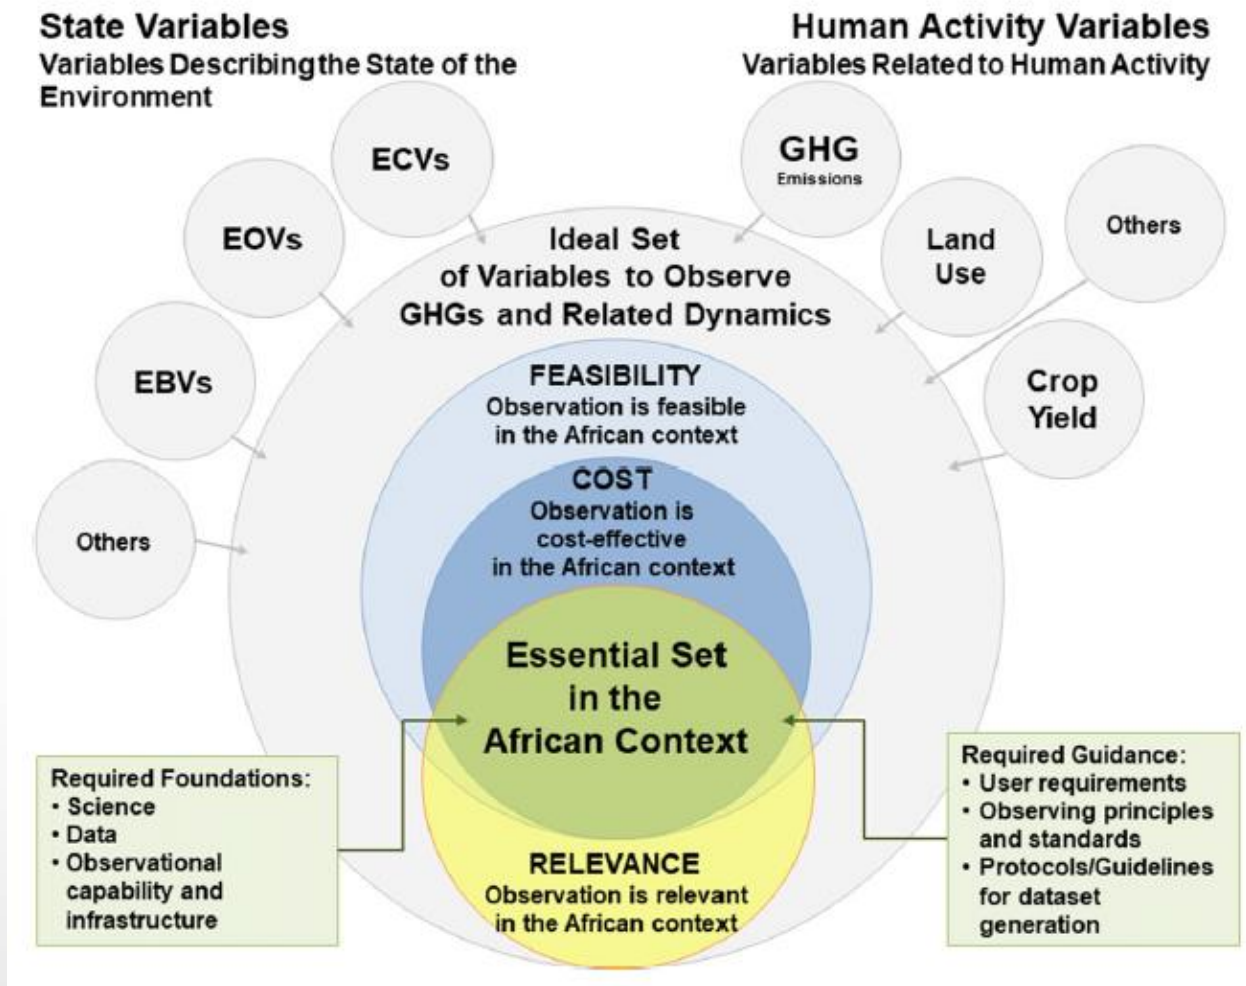 State Variables
Variables Describing the State of the
Environment
Human Activity Variables
Variables Related to Human Activity
ECVs
EOVs
EBVs
Others
GHG
Emissions
Land
Use
Others
Crop
Yield
Ideal Set
of Variables to Observe
GHGs and Related Dynamics
FEASIBILITY
Observation is feasible
in the African context
COST
Observation is
cost-effective
in the African context
Essential Set
in the
African Context
RELEVANCE
Observation is relevant
in the African context
Required Foundations:
• Science
• Data
• Observational
capability and
infrastructure
Required Guidance:
• User requirements
• Observing principles
and standards
• Protocols/Guidelines
for dataset
generation